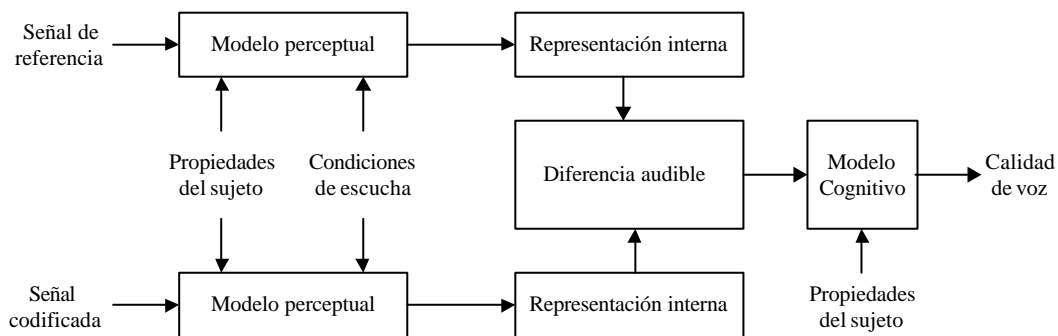 Señal de
referencia
Modelo perceptual
Representación interna
Propiedades
del sujeto
Condiciones
de escucha
Diferencia audible
Modelo
Cognitivo
Calidad
de voz
Señal
codificada
Modelo perceptual
Representación interna
Propiedades
del sujeto